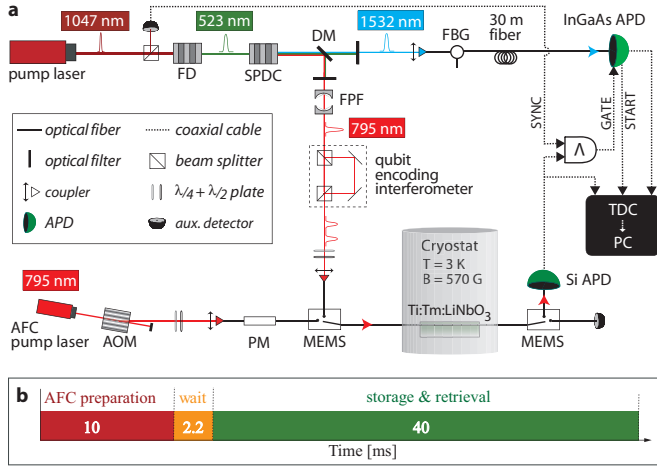 a
1047 nm
523 nm
1532 nm
DM
FBG
30 m
fiber
InGaAs APD
pump laser
FD
SPDC
FPF
795 nm
SYNC
GATE
START
Λ
optical fiber
coaxial cable
optical filter
beam splitter
coupler
λ/4 + λ/2 plate
APD
aux. detector
qubit
encoding
interferometer
TDC
PC
Cryostat
T = 3 K
B = 570 G
Ti:Tm:LiNbO3
Si APD
795 nm
AFC
pump laser
AOM
PM
MEMS
MEMS
b
AFC preparation
wait
storage & retrieval
10
2.2
40
Time [ms]